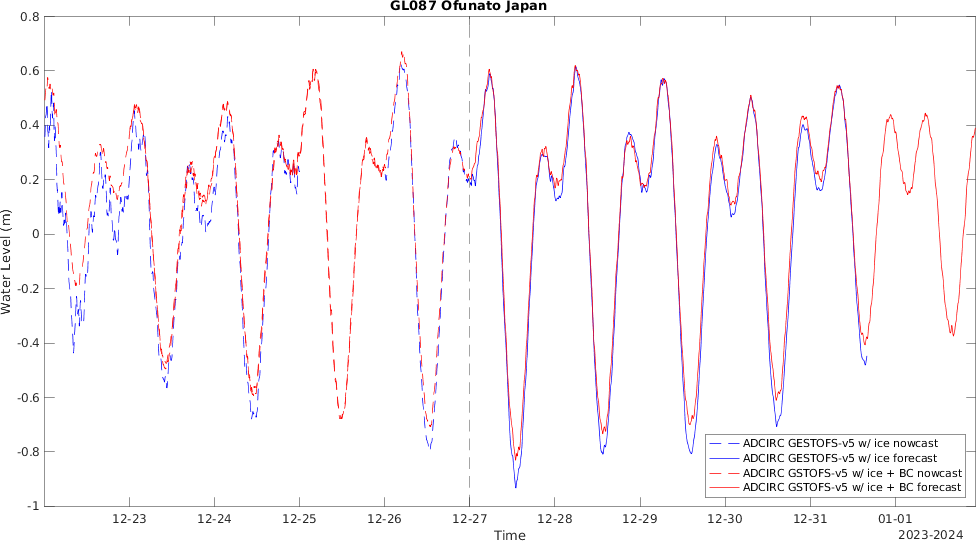 GL087 Ofunato Japan
0.8
0.6
0.4
0.2
0
-0.2
-0.4
-0.6
-0.8
-1
Water Level (m)
12-23 12-24 12-25 12-26 12-27 12-28 12-29 12-30 12-31 01-01
Time
2023-2024
ADCIRC GESTOFS-v5 w/ ice nowcast
ADCIRC GESTOFS-v5 w/ ice forecast
ADCIRC GSTOFS-v5 w/ ice + BC nowcast
ADCIRC GSTOFS-v5 w/ ice + BC forecast